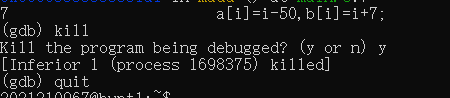 7                        a[i]=i-50,b[i]=i+7;
(gdb) kill
Kill the program being debugged? (y or n) y
[Inferior 1 (process 1698375) killed]
(gdb) quit